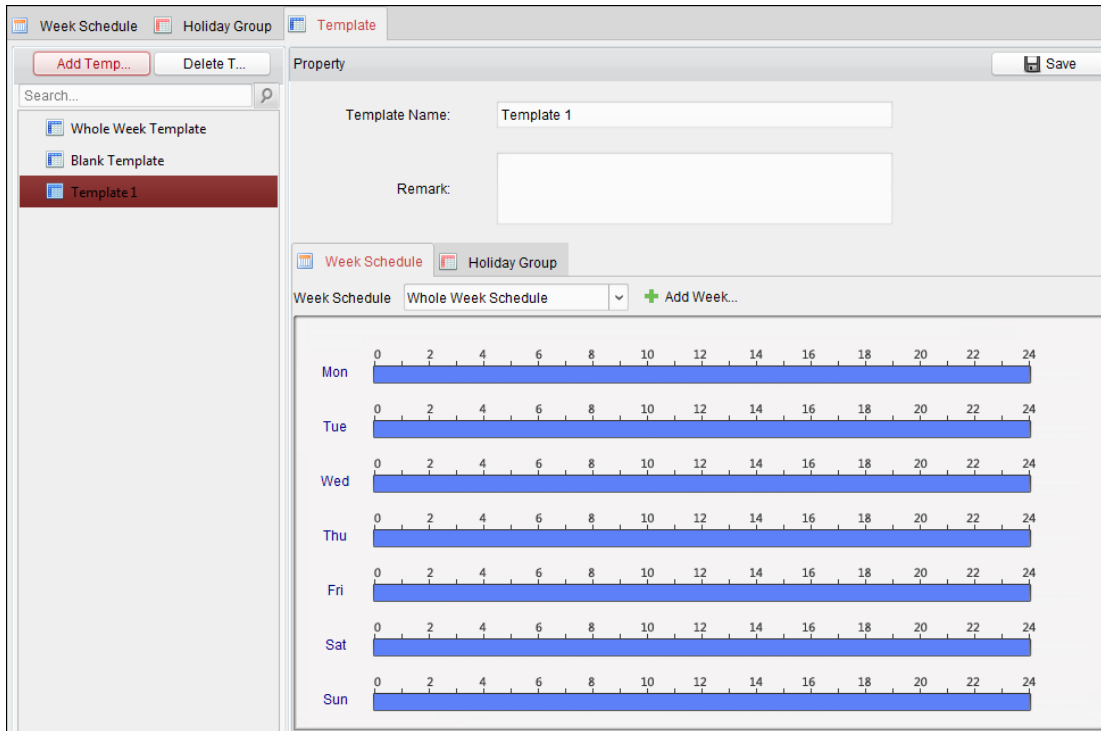 Week Schedule Holiday Group Template
Add Temp... Delete T... Property Save
Search...
Template Name: Template 1
Whole Week Template
Blank Template
Template 1
Remark:
Week Schedule Holiday Group
Week Schedule Whole Week Schedule Add Week...
0 2 4 6 8 10 12 14 16 18 20 22 24
Mon
0 2 4 6 8 10 12 14 16 18 20 22 24
Tue
0 2 4 6 8 10 12 14 16 18 20 22 24
Wed
0 2 4 6 8 10 12 14 16 18 20 22 24
Thu
0 2 4 6 8 10 12 14 16 18 20 22 24
Fri
0 2 4 6 8 10 12 14 16 18 20 22 24
Sat
0 2 4 6 8 10 12 14 16 18 20 22 24
Sun